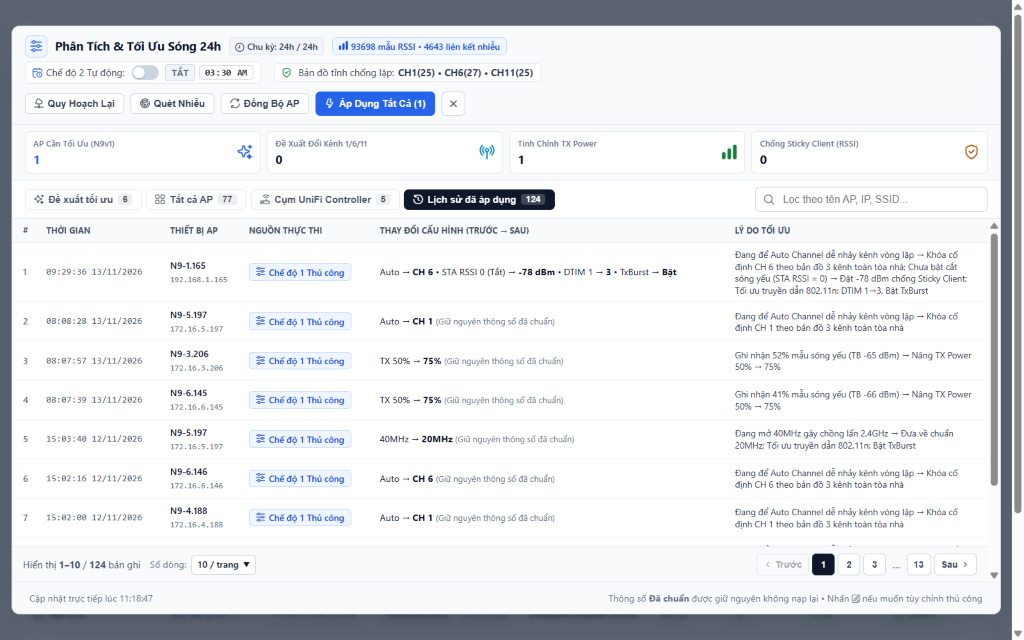 Phân Tích & Tối Ưu Sóng 24h
Chu kỳ: 24h / 24h
93698 mẫu RSSI • 4643 liên kết nhiễu
Chế độ 2 Tự động:
TẮT
03:30 AM
Bản đồ tĩnh chống lặp: CH1(25) • CH6(27) • CH11(25)
Quy Hoạch Lại
Quét Nhiễu
Đồng Bộ AP
Áp Dụng Tất Cả (1)
AP Cần Tối Ưu (N9v1)
1
Đề Xuất Đổi Kênh 1/6/11
0
Tinh Chỉnh TX Power
1
Chống Sticky Client (RSSI)
0
Đề xuất tối ưu 6
Tất cả AP 77
Cụm UniFi Controller 5
Lịch sử đã áp dụng 124
Lọc theo tên AP, IP, SSID...
# THỜI GIAN THIẾT BỊ AP NGUỒN THỰC THI THAY ĐỔI CẤU HÌNH (TRƯỚC → SAU) LÝ DO TỐI ƯU
1 09:29:36 13/11/2026
N9-1.165
192.168.1.165
Chế độ 1 Thủ công
Auto → CH 6 • STA RSSI 0 (Tắt) → -78 dBm • DTIM 1 → 3 • TxBurst → Bật
Đang để Auto Channel dễ nhảy kênh vòng lặp → Khóa cố
định CH 6 theo bản đồ 3 kênh toàn tòa nhà; Chưa bật cắt
sóng yếu (STA RSSI = 0) → Đặt -78 dBm chống Sticky Client;
Tối ưu truyền dẫn 802.11n: DTIM 1→3, Bật TxBurst
2 08:08:28 13/11/2026
N9-5.197
172.16.5.197
Chế độ 1 Thủ công
Auto → CH 1 (Giữ nguyên thông số đã chuẩn)
Đang để Auto Channel dễ nhảy kênh vòng lặp → Khóa cố
định CH 1 theo bản đồ 3 kênh toàn tòa nhà
3 08:07:57 13/11/2026
N9-3.206
172.16.3.206
Chế độ 1 Thủ công
TX 50% → 75% (Giữ nguyên thông số đã chuẩn)
Ghi nhận 52% mẫu sóng yếu (TB -65 dBm) → Nâng TX Power
50% → 75%
4 08:07:39 13/11/2026
N9-6.145
172.16.6.145
Chế độ 1 Thủ công
TX 50% → 75% (Giữ nguyên thông số đã chuẩn)
Ghi nhận 41% mẫu sóng yếu (TB -66 dBm) → Nâng TX Power
50% → 75%
5 15:03:40 12/11/2026
N9-5.197
172.16.5.197
Chế độ 1 Thủ công
40MHz → 20MHz (Giữ nguyên thông số đã chuẩn)
Đang mở 40MHz gây chồng lấn 2.4GHz → Đưa về chuẩn
20MHz; Tối ưu truyền dẫn 802.11n: Bật TxBurst
6 15:02:16 12/11/2026
N9-6.146
172.16.6.146
Chế độ 1 Thủ công
Auto → CH 6 (Giữ nguyên thông số đã chuẩn)
Đang để Auto Channel dễ nhảy kênh vòng lặp → Khóa cố
định CH 6 theo bản đồ 3 kênh toàn tòa nhà
7 15:02:00 12/11/2026
N9-4.188
172.16.4.188
Chế độ 1 Thủ công
Auto → CH 1 (Giữ nguyên thông số đã chuẩn)
Đang để Auto Channel dễ nhảy kênh vòng lặp → Khóa cố
định CH 1 theo bản đồ 3 kênh toàn tòa nhà
Hiển thị 1–10 / 124 bản ghi
Số dòng:
10 / trang ▼
‹ Trước 1 2 3 ... 13 Sau ›
Cập nhật trực tiếp lúc 11:18:47
Thông số Đã chuẩn được giữ nguyên không nạp lại • Nhấn nếu muốn tùy chỉnh thủ công